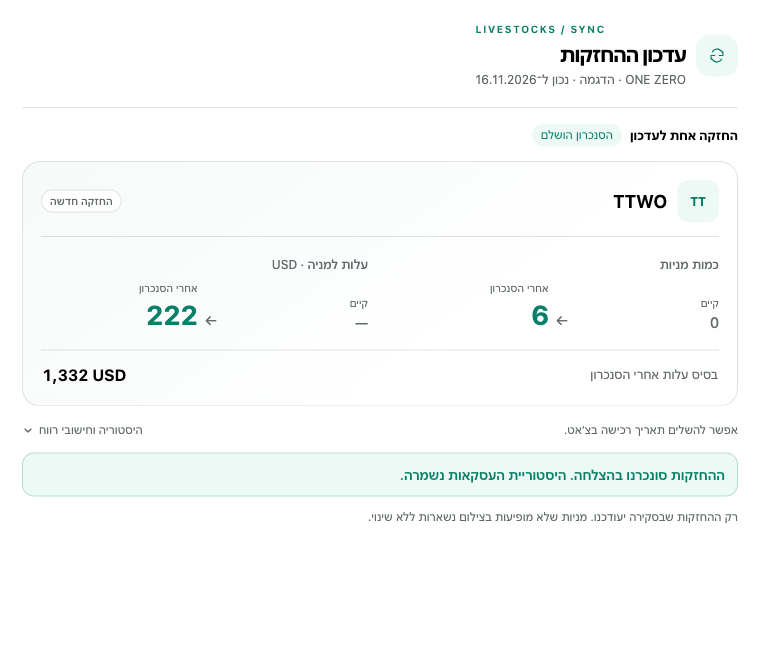 LIVESTOCKS / SYNC
עדכון ההחזקות
ONE ZERO · הדגמה · נכון ל־16.11.2026
החזקה אחת לעדכון
הסנכרון הושלם
TT
TTWO
החזקה חדשה
כמות מניות
קיים
0
←
אחרי הסנכרון
6
עלות למניה · USD
קיים
—
←
אחרי הסנכרון
222
בסיס עלות אחרי הסנכרון
1,332 USD
אפשר להשלים תאריך רכישה בצ׳אט.
היסטוריה וחישובי רווח
ההחזקות סונכרנו בהצלחה. היסטוריית העסקאות נשמרה.
רק ההחזקות שבסקירה יעודכנו. מניות שלא מופיעות בצילום נשארות ללא שינוי.